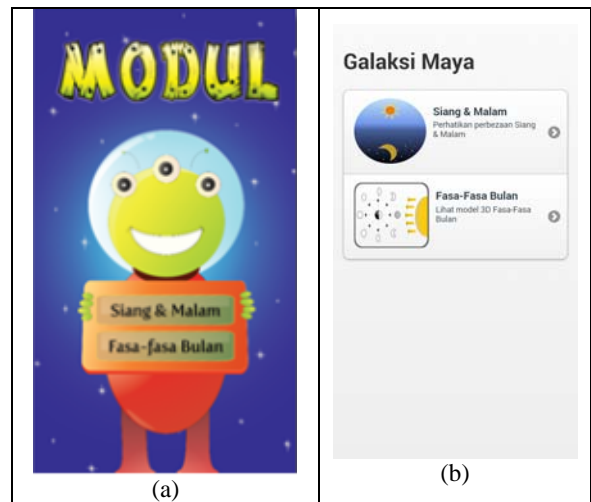 MODUL
Siang & Malam
Fasa-fasa Bulan
(a)
Galaksi Maya
Siang & Malam
Perhatikan perbezaan Siang
& Malam
Fasa-Fasa Bulan
Lihat model 3D Fasa-Fasa
Bulan
(b)